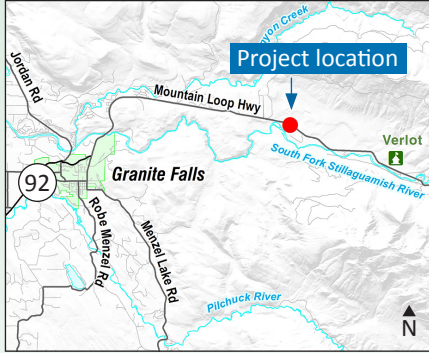 yon Creek
Project location
Jordan Rd
Mountain Loop Hwy
Verlot
South Fork Stillaguamish River
92
Granite Falls
Robe Menzel Rd
Menzel Lake Rd
Pilchuck River
N